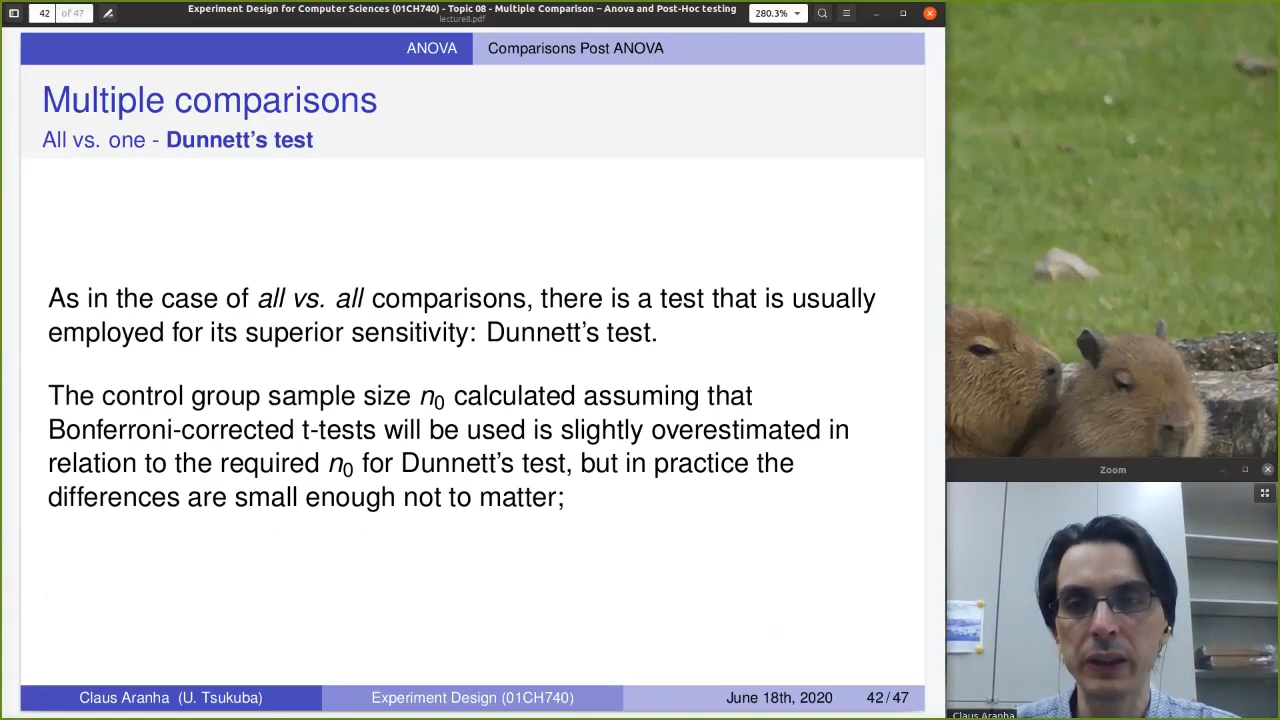 Experiment Design for Computer Sciences (01CH740) - Topic 08 - Multiple Comparison – Anova and Post-Hoc testing
lecture8.pdf
42 of 47
280.3%
ANOVA
Comparisons Post ANOVA
Multiple comparisons
All vs. one - Dunnett's test
As in the case of all vs. all comparisons, there is a test that is usually
employed for its superior sensitivity: Dunnett's test.
The control group sample size n0 calculated assuming that
Bonferroni-corrected t-tests will be used is slightly overestimated in
relation to the required n0 for Dunnett's test, but in practice the
differences are small enough not to matter;
Claus Aranha (U. Tsukuba)
Experiment Design (01CH740)
June 18th, 2020
42 / 47
Zoom
Claus Aranha